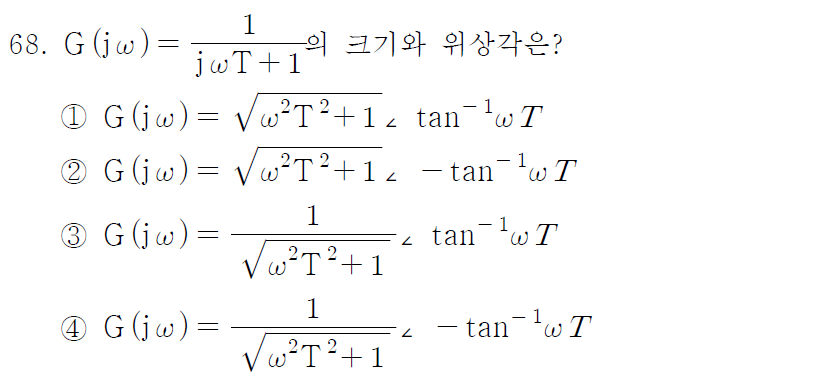 68. G(jω)= 1/(jωT+1)의 크기와 위상각은?
① G(jω)= √(ω²T²+1)∠ tan⁻¹ωT
② G(jω)= √(ω²T²+1)∠ −tan⁻¹ωT
③ G(jω)= 1/√(ω²T²+1)∠ tan⁻¹ωT
④ G(jω)= 1/√(ω²T²+1)∠ −tan⁻¹ωT